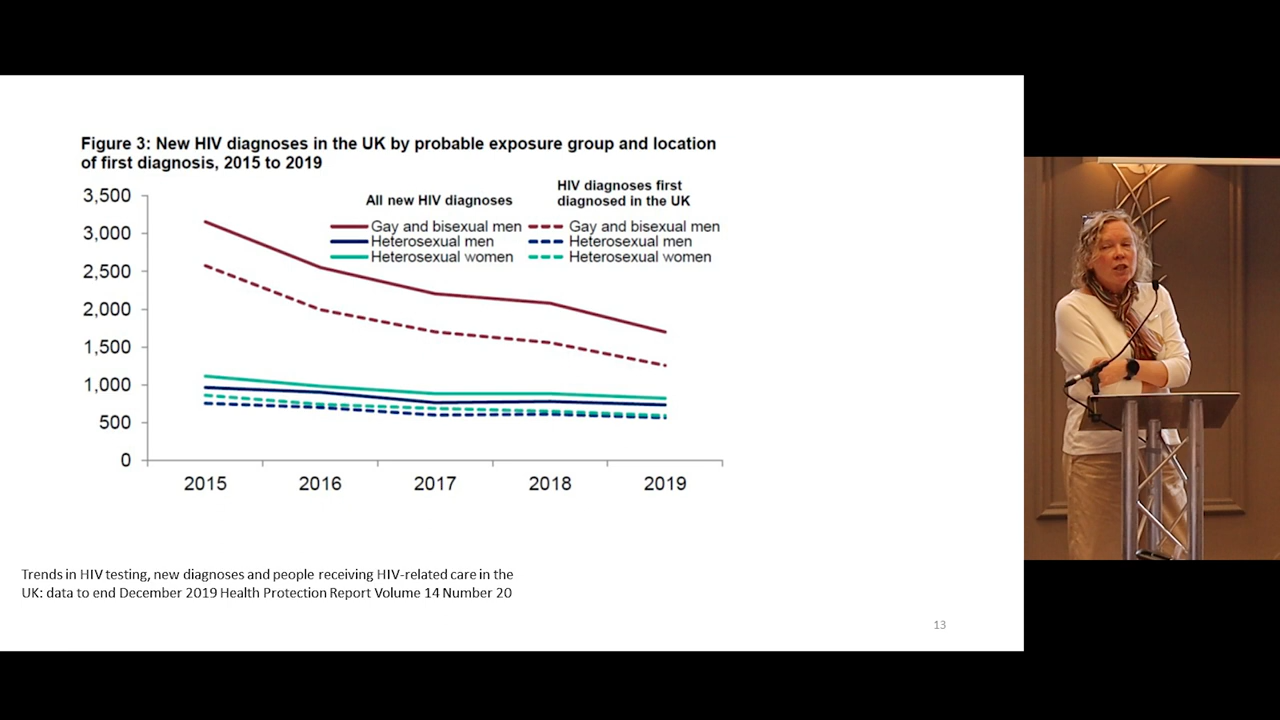 Figure 3: New HIV diagnoses in the UK by probable exposure group and location
of first diagnosis, 2015 to 2019
3,500
3,000
2,500
2,000
1,500
1,000
500
0
All new HIV diagnoses
HIV diagnoses first
diagnosed in the UK
Gay and bisexual men
Gay and bisexual men
Heterosexual men
Heterosexual men
Heterosexual women
Heterosexual women
2015 2016 2017 2018 2019
Trends in HIV testing, new diagnoses and people receiving HIV-related care in the
UK: data to end December 2019 Health Protection Report Volume 14 Number 20
13